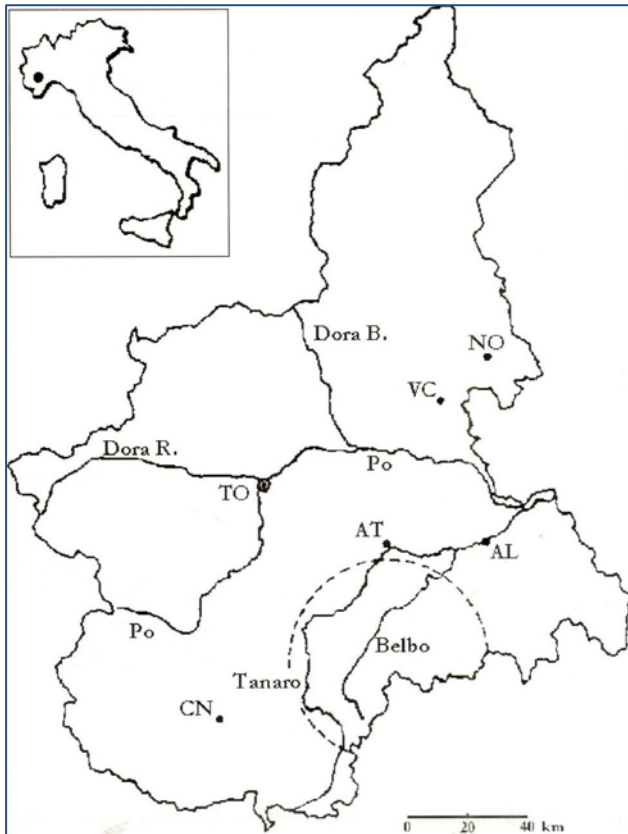 Dora B.
NO
VC
Dora R.
Po
TO
AT
AL
Po
Belbo
Tanaro
CN
0 20 40 km